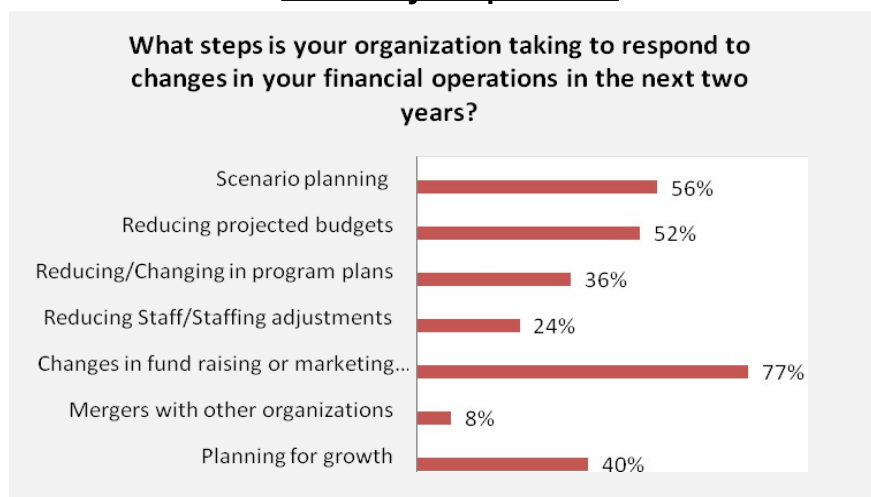 What steps is your organization taking to respond to
changes in your financial operations in the next two
years?
Scenario planning 56%
Reducing projected budgets 52%
Reducing/Changing in program plans 36%
Reducing Staff/Staffing adjustments 24%
Changes in fund raising or marketing... 77%
Mergers with other organizations 8%
Planning for growth 40%